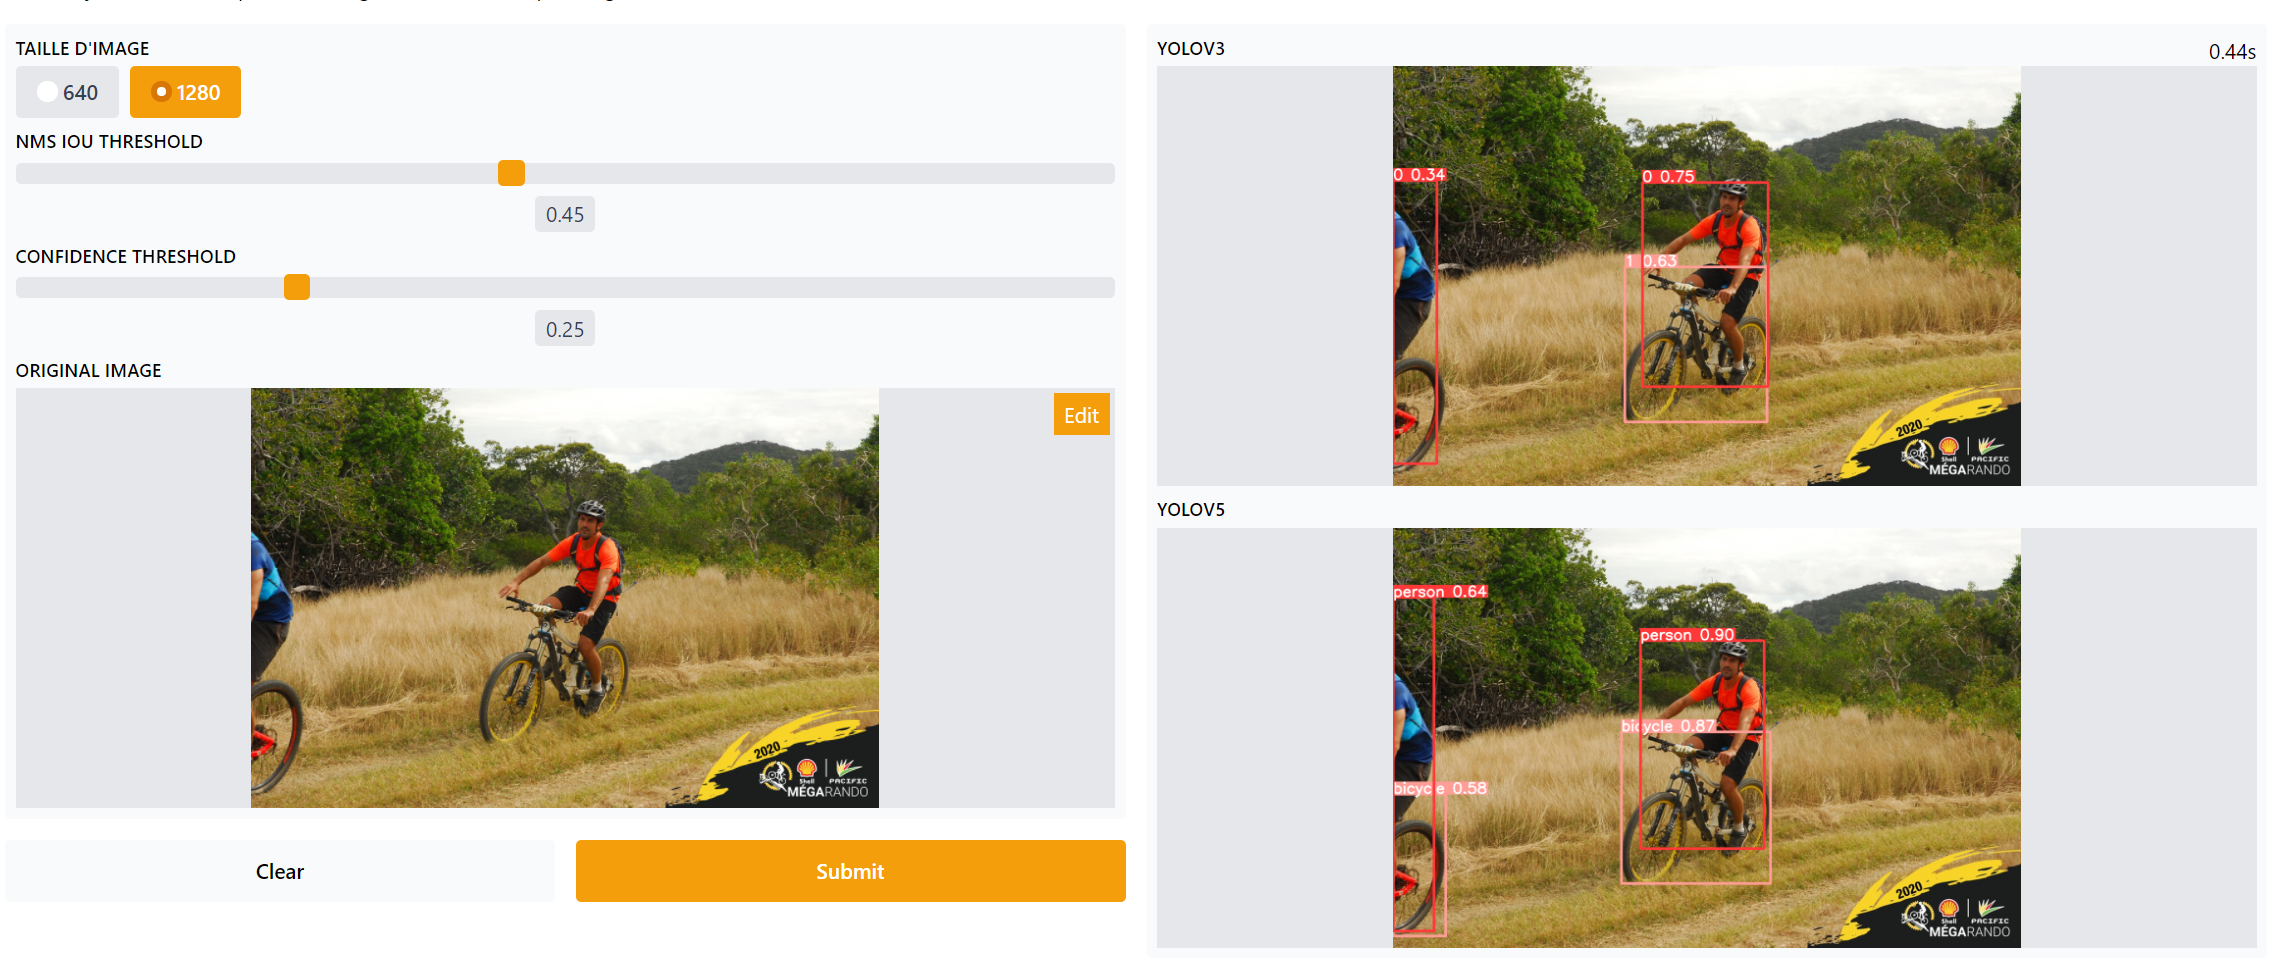 TAILLE D'IMAGE
640
1280
NMS IOU THRESHOLD
0.45
CONFIDENCE THRESHOLD
0.25
ORIGINAL IMAGE
Edit
2020
Shell
PACIFIC
MÉGARANDO
Clear
Submit
YOLOV3
0.44s
0 0.34
0 0.75
1 0.63
2020
Shell
PACIFIC
MÉGARANDO
YOLOV5
person 0.64
person 0.90
bicycle 0.87
bicycle 0.58
2020
Shell
PACIFIC
MÉGARANDO